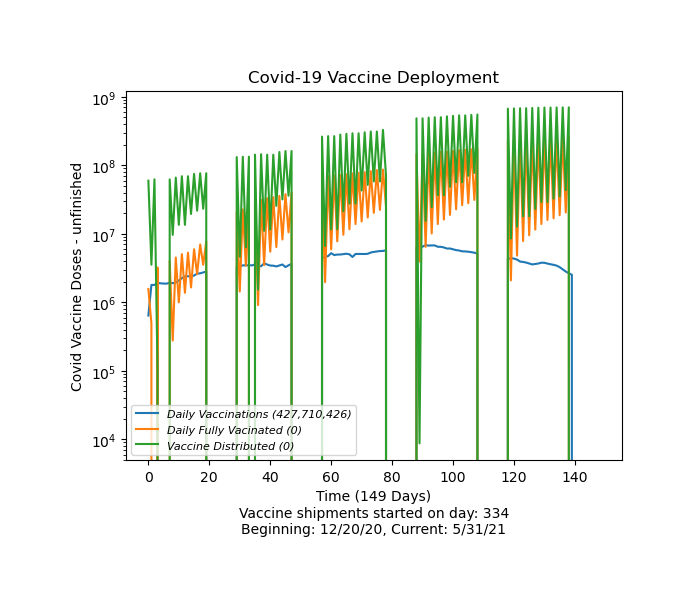 Covid-19 Vaccine Deployment
Covid Vaccine Doses - unfinished
10⁹
10⁸
10⁷
10⁶
10⁵
10⁴
Daily Vaccinations (427,710,426)
Daily Fully Vacinated (0)
Vaccine Distributed (0)
0 20 40 60 80 100 120 140
Time (149 Days)
Vaccine shipments started on day: 334
Beginning: 12/20/20, Current: 5/31/21